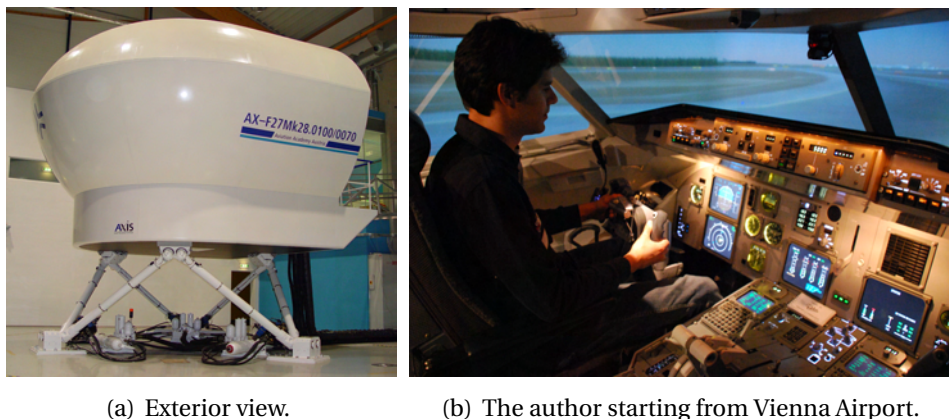 AX–F27Mk28.0100/0070
Aviation Academy Austria
AXIS
(a) Exterior view.
(b) The author starting from Vienna Airport.